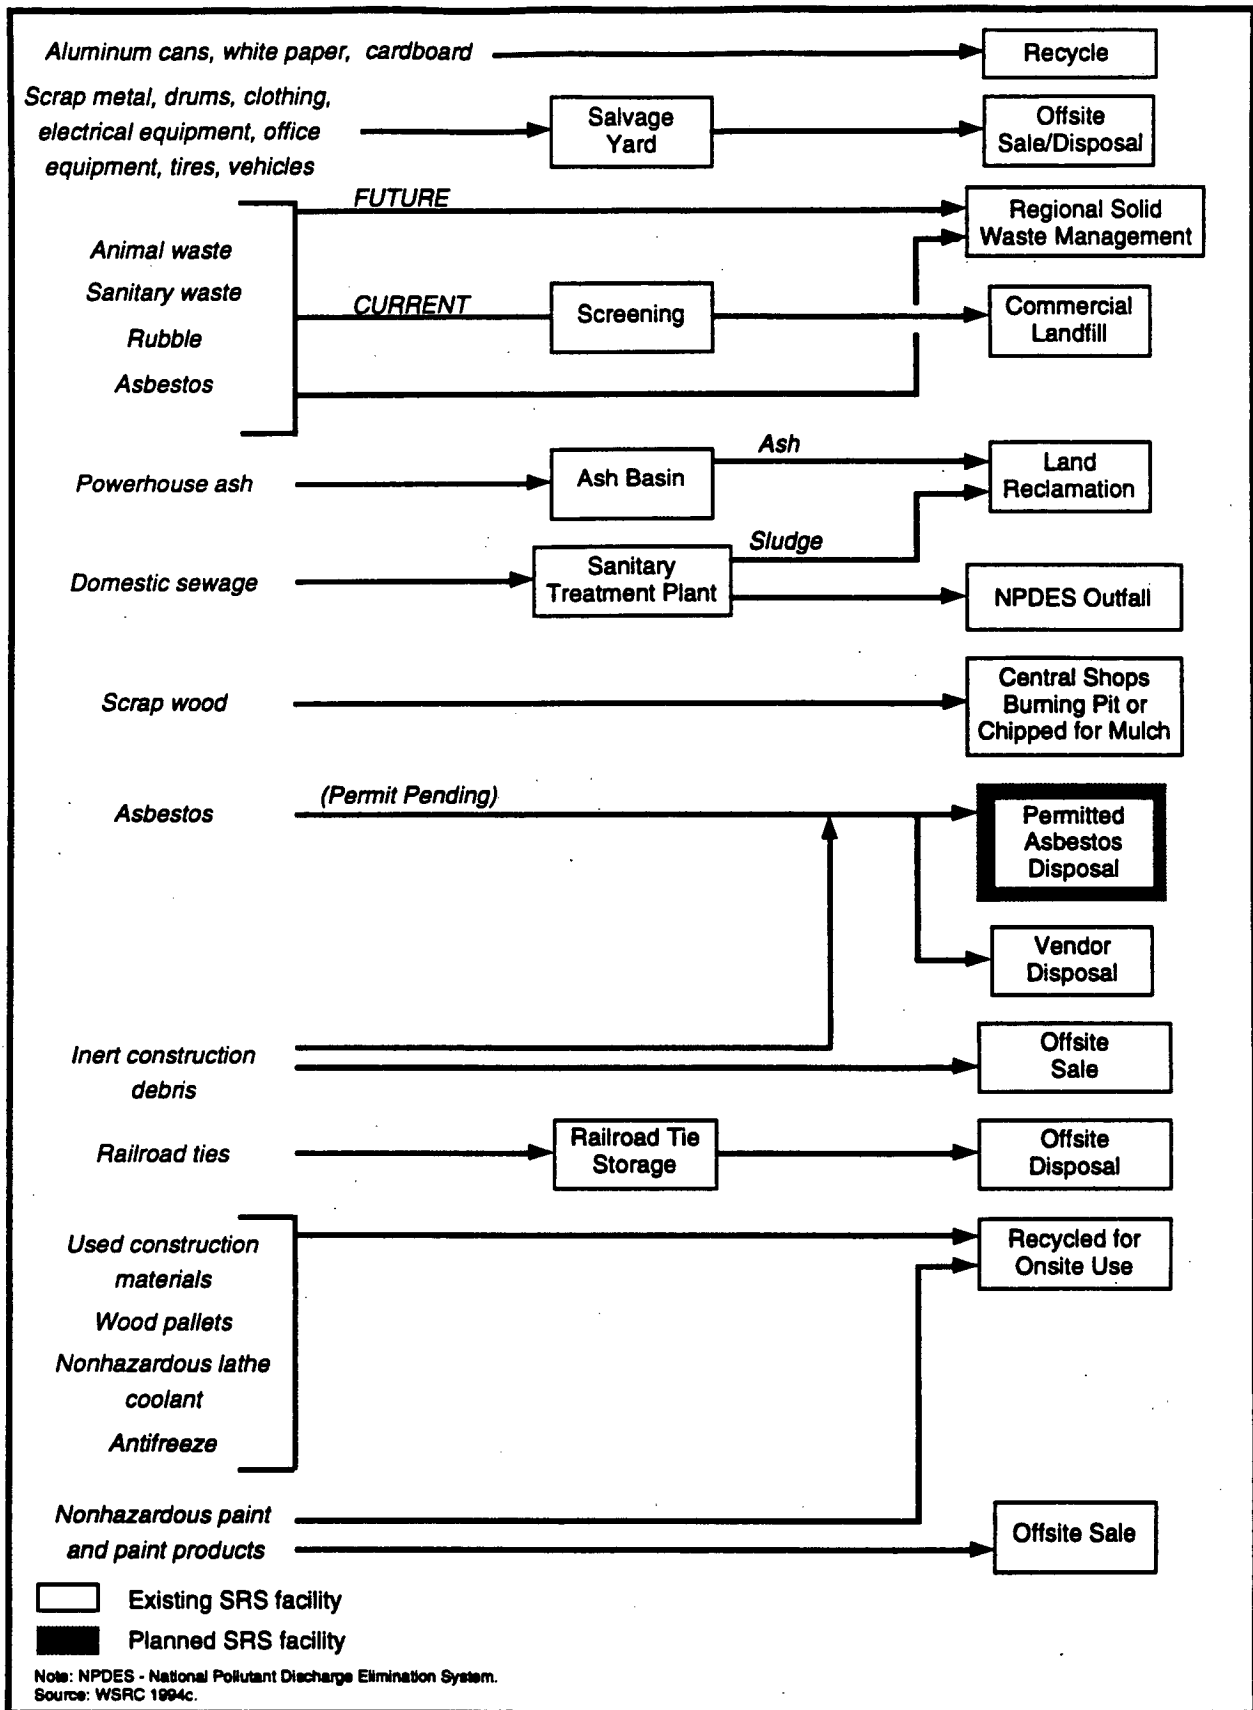 Aluminum cans, white paper, cardboard
Recycle
Scrap metal, drums, clothing,
electrical equipment, office
equipment, tires, vehicles
Salvage
Yard
Offsite
Sale/Disposal
FUTURE
Regional Solid
Waste Management
Animal waste
Sanitary waste
Rubble
Asbestos
CURRENT
Screening
Commercial
Landfill
Powerhouse ash
Ash Basin
Ash
Land
Reclamation
Domestic sewage
Sanitary
Treatment Plant
Sludge
NPDES Outfall
Scrap wood
Central Shops
Burning Pit or
Chipped for Mulch
Asbestos
(Permit Pending)
Permitted
Asbestos
Disposal
Vendor
Disposal
Inert construction
debris
Offsite
Sale
Railroad ties
Railroad Tie
Storage
Offsite
Disposal
Used construction
materials
Wood pallets
Nonhazardous lathe
coolant
Antifreeze
Recycled for
Onsite Use
Nonhazardous paint
and paint products
Offsite Sale
Existing SRS facility
Planned SRS facility
Note: NPDES - National Pollutant Discharge Elimination System.
Source: WSRC 1994c.